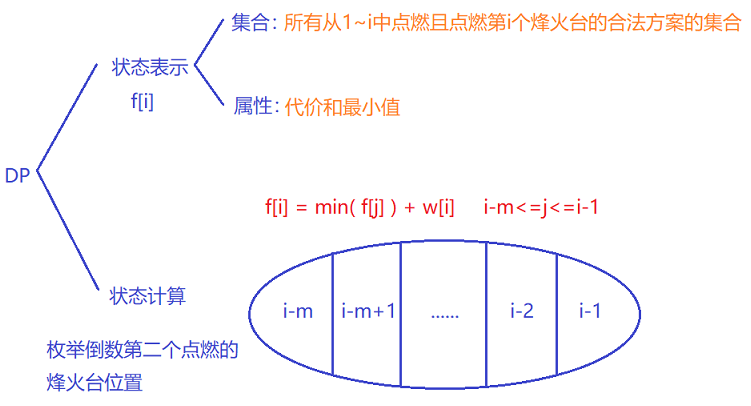 集合：所有从1~i中点燃且点燃第i个烽火台的合法方案的集合
状态表示
f[i]
属性：代价和最小值
DP
f[i] = min( f[j] ) + w[i] i-m<=j<=i-1
状态计算
i-m i-m+1 ...... i-2 i-1
枚举倒数第二个点燃的
烽火台位置